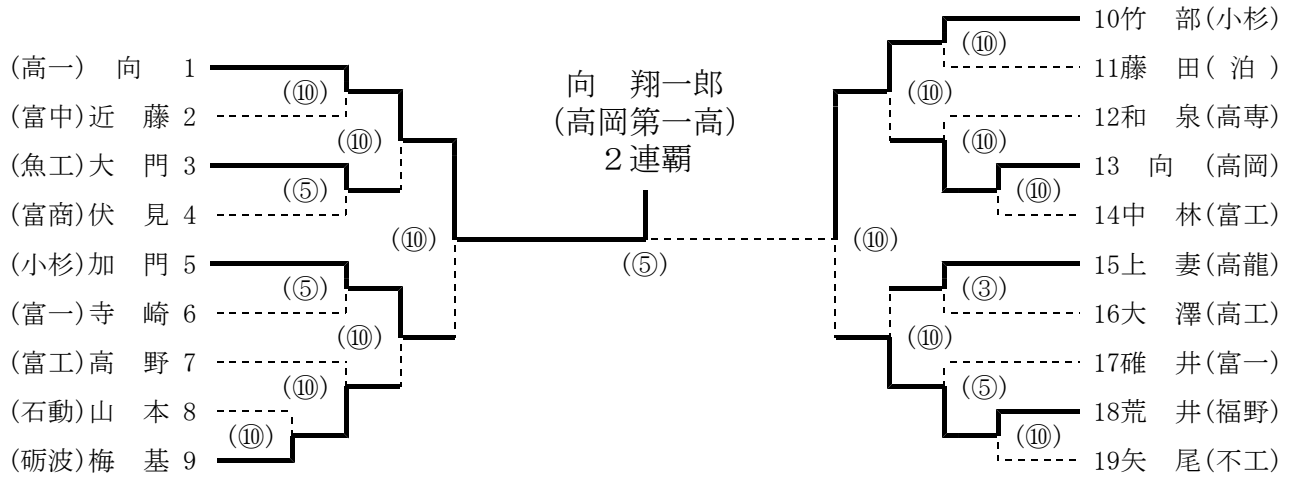 向　翔一郎
(高岡第一高)
２連覇
(高一)　向　1
(⑩)
(富中)近　藤 2
(⑩)
(魚工)大　門 3
(⑤)
(富商)伏　見 4
(⑩)
(小杉)加　門 5
(⑤)
(富一)寺　崎 6
(⑩)
(富工)高　野 7
(⑩)
(石動)山　本 8
(⑩)
(砺波)梅　基 9
(⑤)
10竹　部(小杉)
(⑩)
11藤　田( 泊 )
(⑩)
12和　泉(高専)
(⑩)
13　向　(高岡)
(⑩)
14中　林(富工)
(⑩)
15上　妻(高龍)
(③)
16大　澤(高工)
(⑩)
17碓　井(富一)
(⑤)
18荒　井(福野)
(⑩)
19矢　尾(不工)